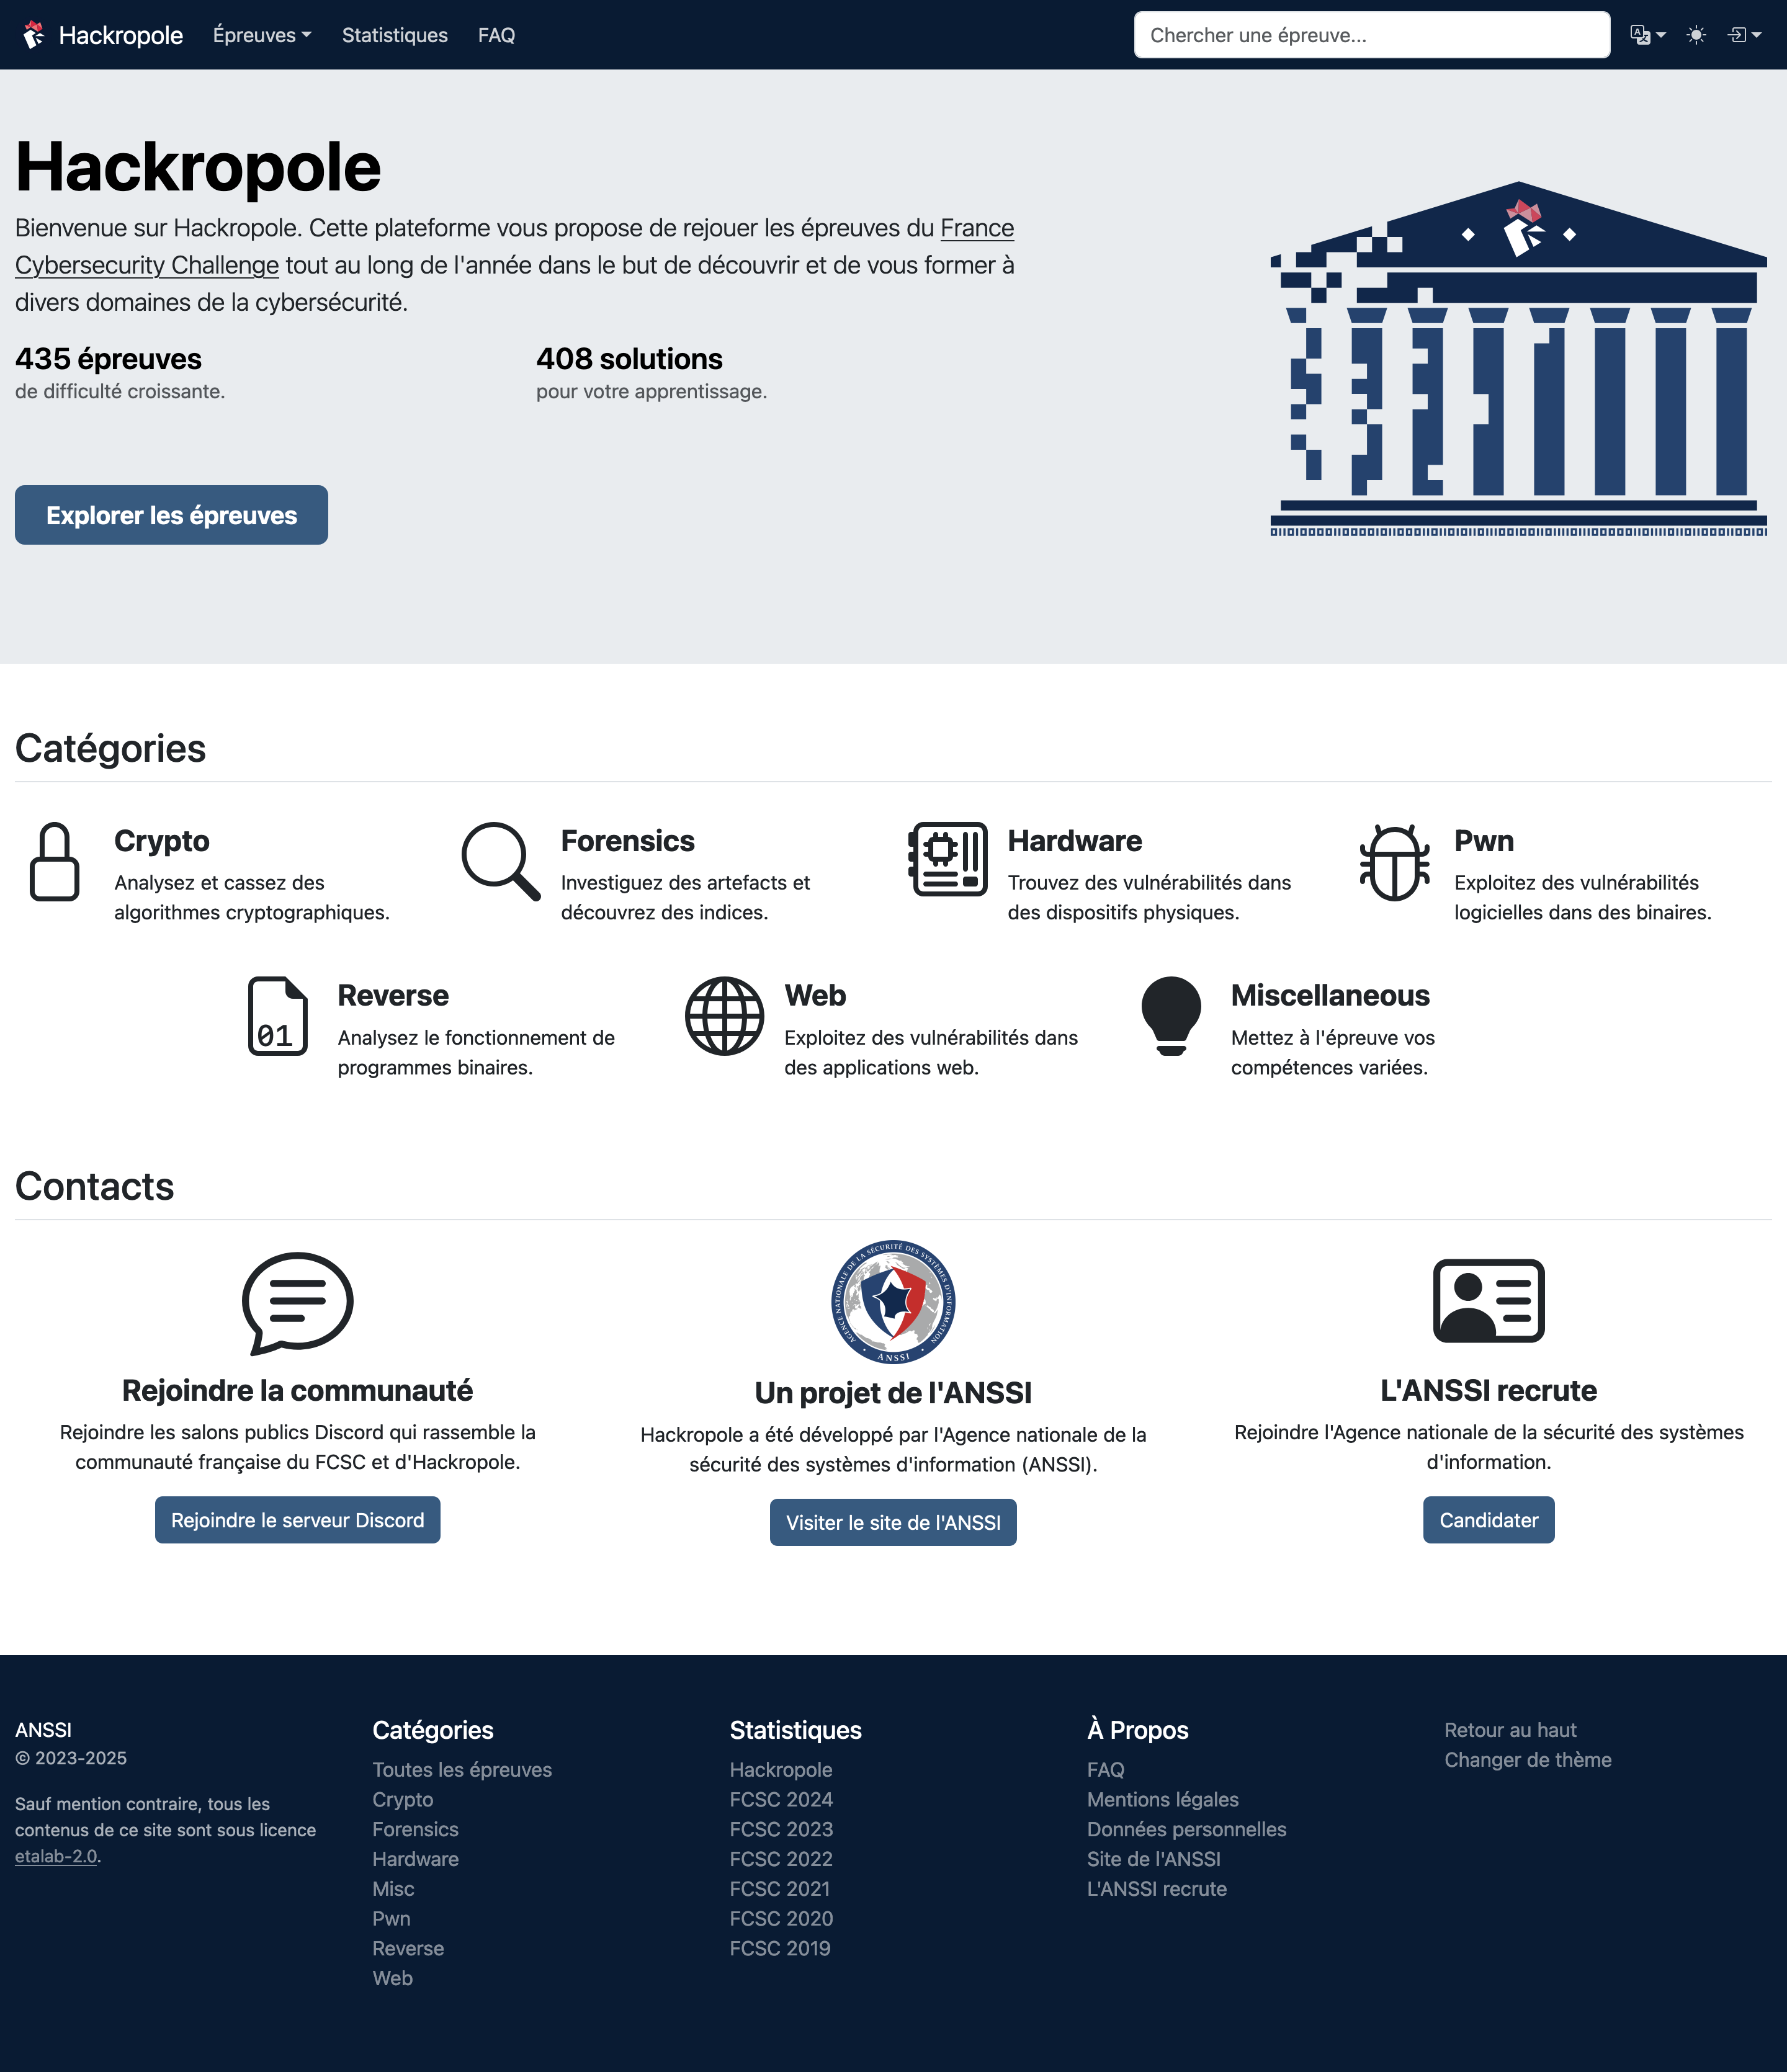 Hackropole
Épreuves
Statistiques
FAQ
Chercher une épreuve...
Hackropole
Bienvenue sur Hackropole. Cette plateforme vous propose de rejouer les épreuves du France
Cybersecurity Challenge tout au long de l'année dans le but de découvrir et de vous former à
divers domaines de la cybersécurité.
435 épreuves
de difficulté croissante.
408 solutions
pour votre apprentissage.
Explorer les épreuves
Catégories
Crypto
Analysez et cassez des
algorithmes cryptographiques.
Forensics
Investiguez des artefacts et
découvrez des indices.
Hardware
Trouvez des vulnérabilités dans
des dispositifs physiques.
Pwn
Exploitez des vulnérabilités
logicielles dans des binaires.
01
Reverse
Analysez le fonctionnement de
programmes binaires.
Web
Exploitez des vulnérabilités dans
des applications web.
Miscellaneous
Mettez à l'épreuve vos
compétences variées.
Contacts
Rejoindre la communauté
Rejoindre les salons publics Discord qui rassemble la
communauté française du FCSC et d'Hackropole.
Rejoindre le serveur Discord
AGENCE NATIONALE DE LA SÉCURITÉ DES SYSTÈMES D'INFORMATION
ANSSI
Un projet de l'ANSSI
Hackropole a été développé par l'Agence nationale de la
sécurité des systèmes d'information (ANSSI).
Visiter le site de l'ANSSI
L'ANSSI recrute
Rejoindre l'Agence nationale de la sécurité des systèmes
d'information.
Candidater
ANSSI
© 2023-2025
Sauf mention contraire, tous les
contenus de ce site sont sous licence
etalab-2.0.
Catégories
Toutes les épreuves
Crypto
Forensics
Hardware
Misc
Pwn
Reverse
Web
Statistiques
Hackropole
FCSC 2024
FCSC 2023
FCSC 2022
FCSC 2021
FCSC 2020
FCSC 2019
À Propos
FAQ
Mentions légales
Données personnelles
Site de l'ANSSI
L'ANSSI recrute
Retour au haut
Changer de thème